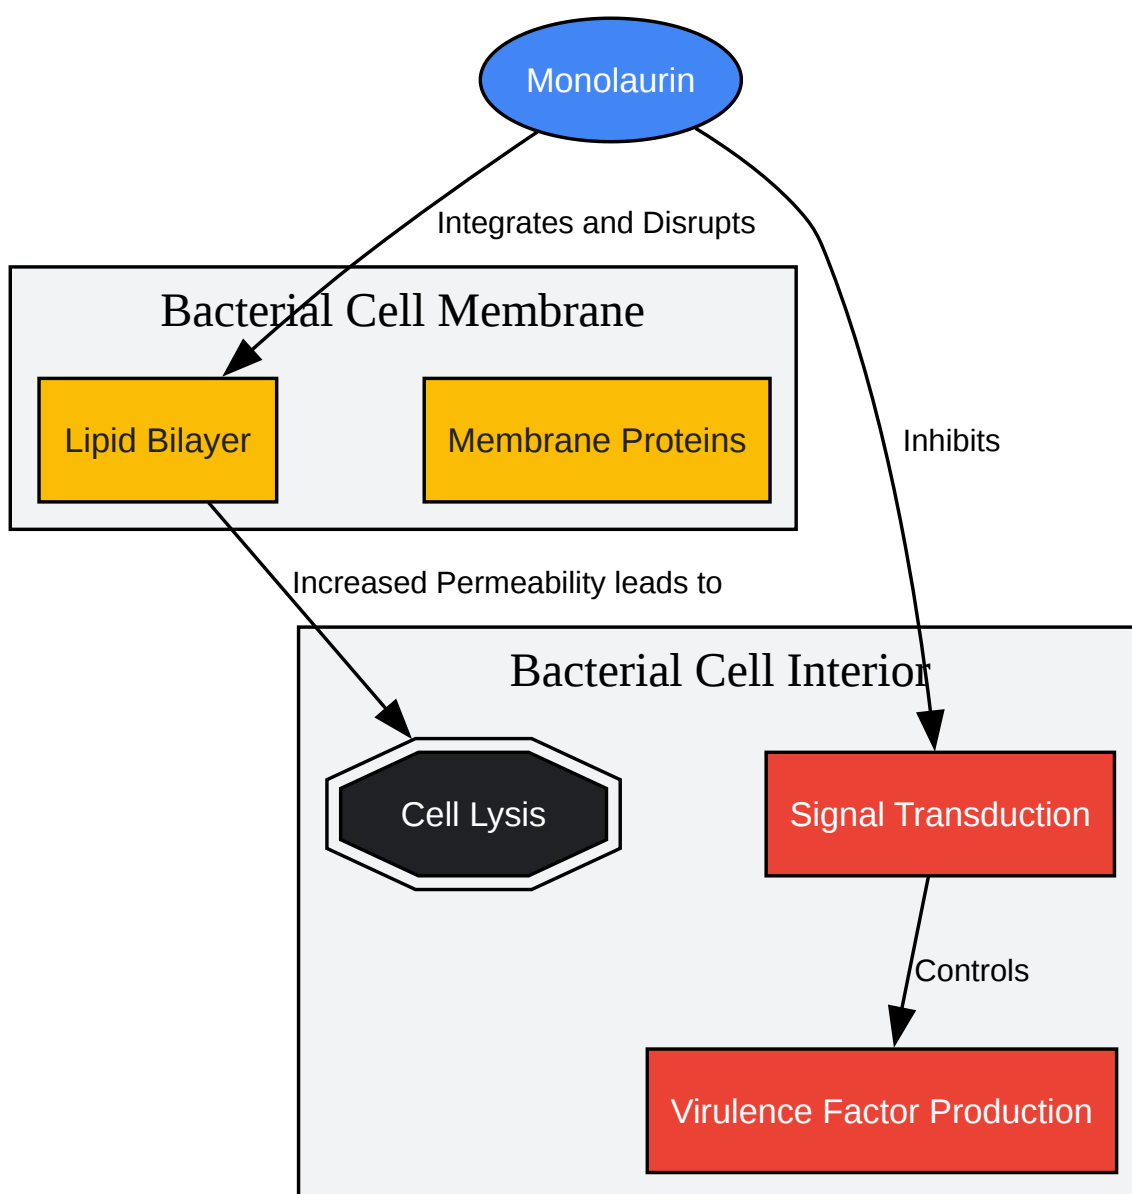 Monolaurin
Integrates and Disrupts
Bacterial Cell Membrane
Lipid Bilayer
Membrane Proteins
Inhibits
Increased Permeability leads to
Bacterial Cell Interior
Cell Lysis
Signal Transduction
Controls
Virulence Factor Production